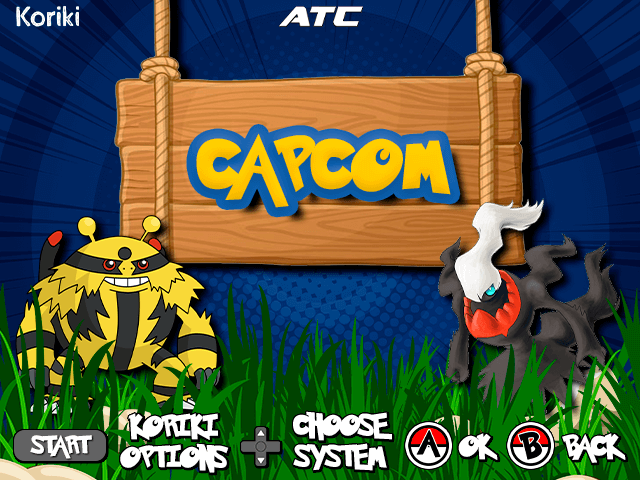 Koriki
ATC
CAPCOM
START
KORIKI
OPTIONS
CHOOSE
SYSTEM
A OK
B BACK